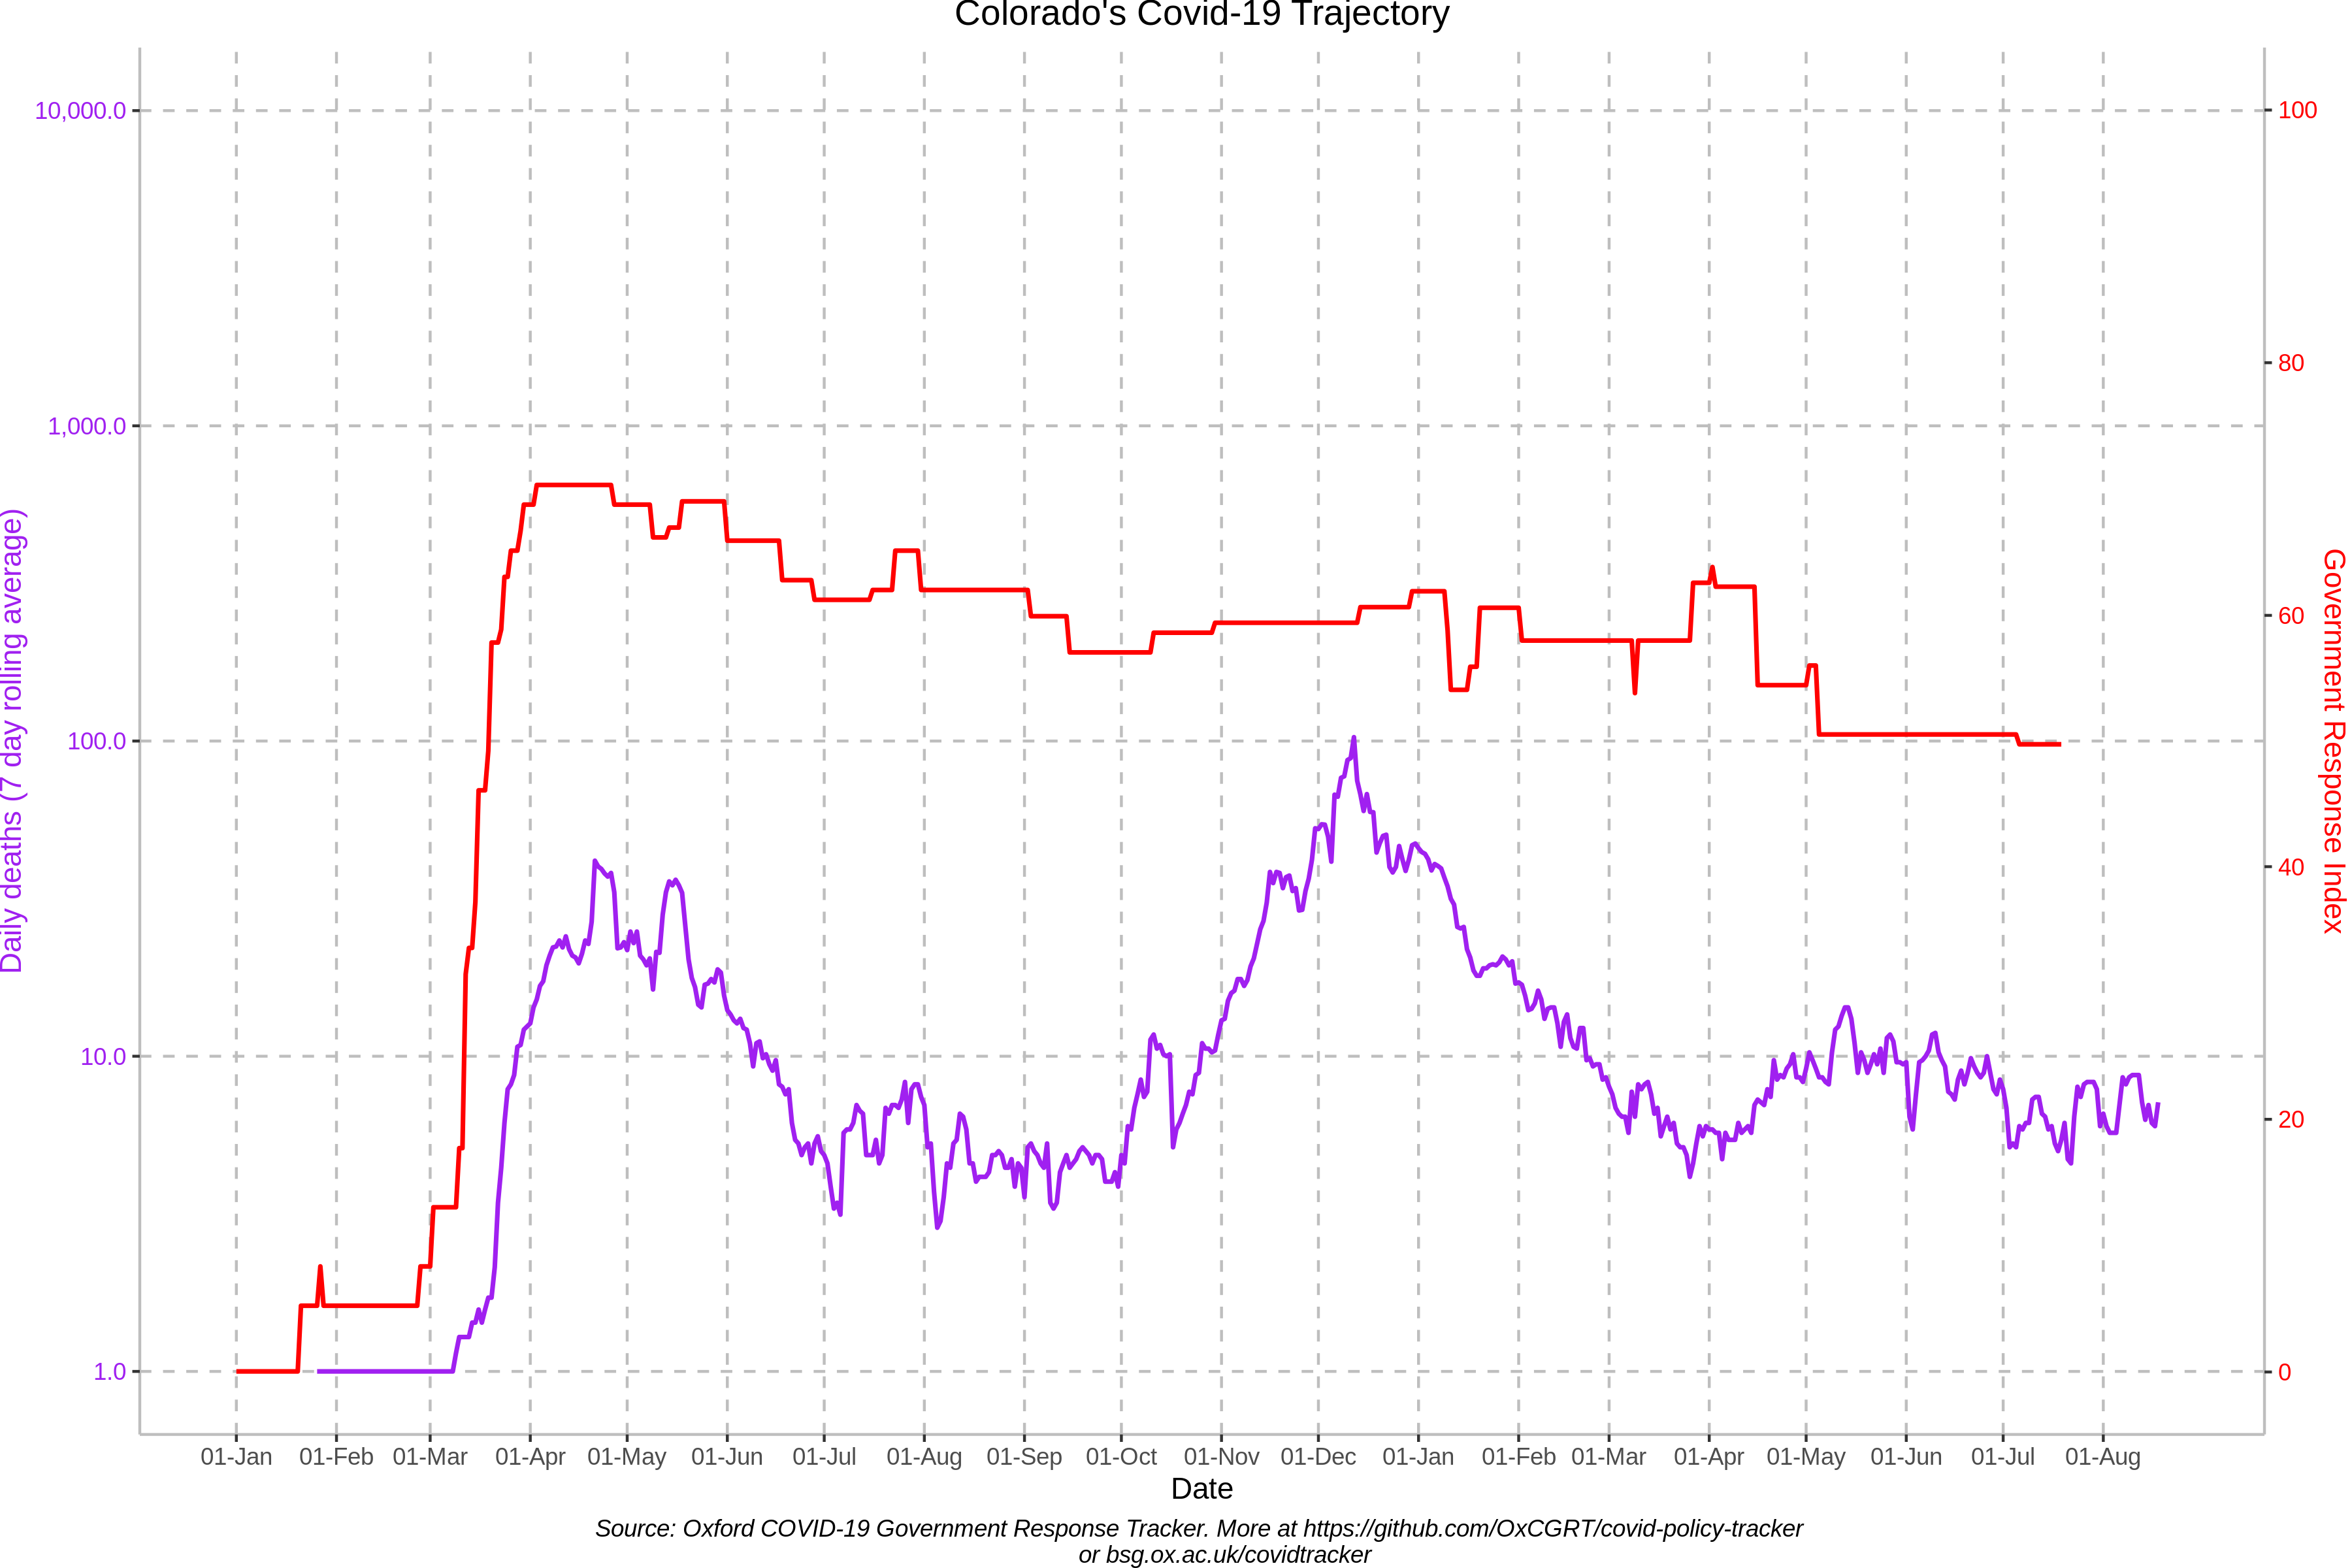 Colorado's Covid-19 Trajectory
10,000.0
1,000.0
100.0
10.0
1.0
Daily deaths (7 day rolling average)
100
80
60
40
20
0
Government Response Index
01-Jan 01-Feb 01-Mar 01-Apr 01-May 01-Jun 01-Jul 01-Aug 01-Sep 01-Oct 01-Nov 01-Dec 01-Jan 01-Feb 01-Mar 01-Apr 01-May 01-Jun 01-Jul 01-Aug
Date
Source: Oxford COVID-19 Government Response Tracker. More at https://github.com/OxCGRT/covid-policy-tracker
or bsg.ox.ac.uk/covidtracker